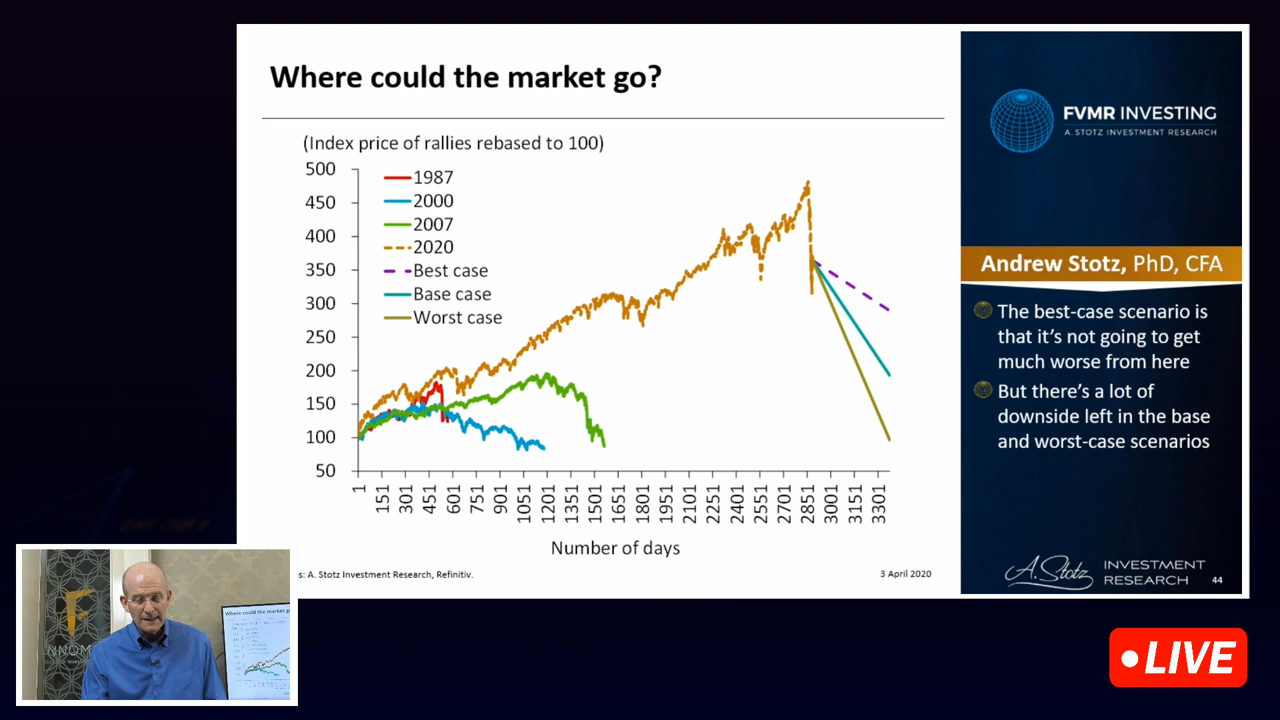 Where could the market go?
(Index price of rallies rebased to 100)
500
450
400
350
300
250
200
150
100
50
1987
2000
2007
2020
Best case
Base case
Worst case
1
151
301
451
601
751
901
1051
1201
1351
1501
1651
1801
1951
2101
2251
2401
2551
2701
2851
3001
3151
3301
Number of days
A. Stotz Investment Research, Refinitiv.
3 April 2020
FVMR INVESTING
A. STOTZ INVESTMENT RESEARCH
Andrew Stotz, PhD, CFA
The best-case scenario is
that it's not going to get
much worse from here
But there's a lot of
downside left in the base
and worst-case scenarios
A. Stotz
INVESTMENT
RESEARCH
44
Where could the market g
LIVE